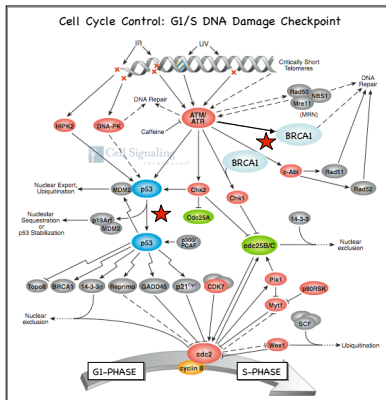 Cell Cycle Control: G1/S DNA Damage Checkpoint
IR
UV
Critically Short
Telomeres
DNA
Repair
Rad50
NBS1
Mre11
(MRN)
DNA Repair
ATM/
ATR
HIPK2
DNA-PK
Caffeine
BRCA1
Cell Signaling
BRCA1
c-Abl
Rad51
Rad52
Nuclear Export,
Ubiquitination
MDM2
p53
Chk2
Chk1
Cdc25A
Nucleolar
Sequestration
or p53 Stabilization
p19Arf
MDM2
14-3-3
p53
p300/
PCAF
cdc25B/C
Nuclear
exclusion
TopoII
BRCA1
14-3-3σ
Reprimo
GADD45
p21Cip1
CDK7
Plk1
p90RSK
Myt1
Nuclear
exclusion
SCF
Wee1
Ubiquitination
cdc2
cyclin B
G1-PHASE
S-PHASE